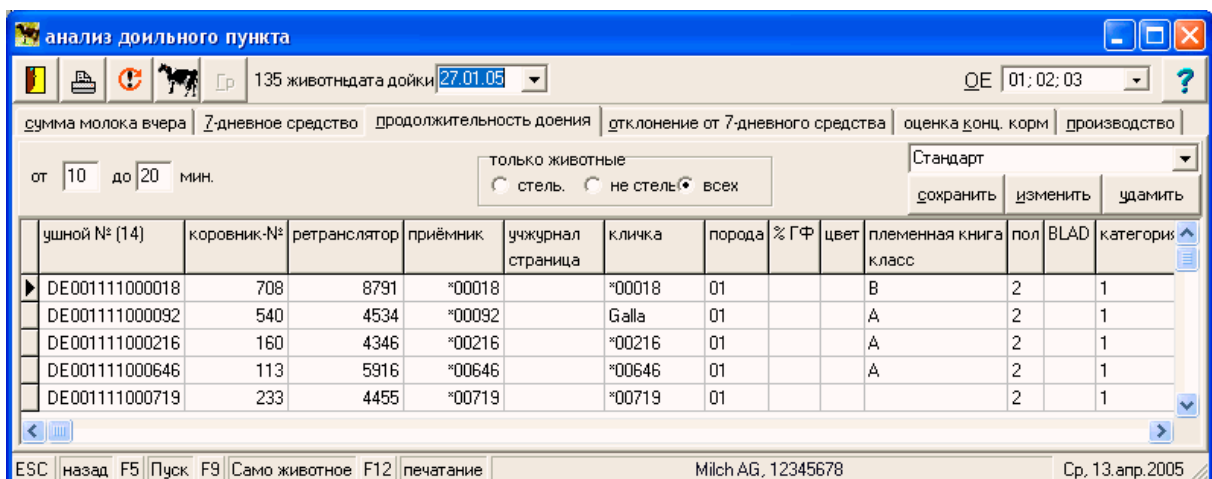 анализ доильного пункта
Гр 135 животныдата дойки 27.01.05 OE 01; 02; 03 ?
сумма молока вчера 7-дневное средство продолжительность доения отклонение от 7-дневного средства оценка конц. корм производство
от 10 до 20 мин. только животные стель. не стель всех Стандарт
сохранить изменить удамить
ушной № (14) коровник-№ ретранслятор приёмник учжурнал кличка порода % ГФ цвет племенная книга пол BLAD категория
страница класс
DE001111000018 708 8791 *00018 *00018 01 B 2 1
DE001111000092 540 4534 *00092 Galla 01 A 2 1
DE001111000216 160 4346 *00216 *00216 01 A 2 1
DE001111000646 113 5916 *00646 *00646 01 A 2 1
DE001111000719 233 4455 *00719 *00719 01 2 1
ESC назад F5 Пуск F9 Само животное F12 печатание Milch AG, 12345678 Ср, 13.апр.2005